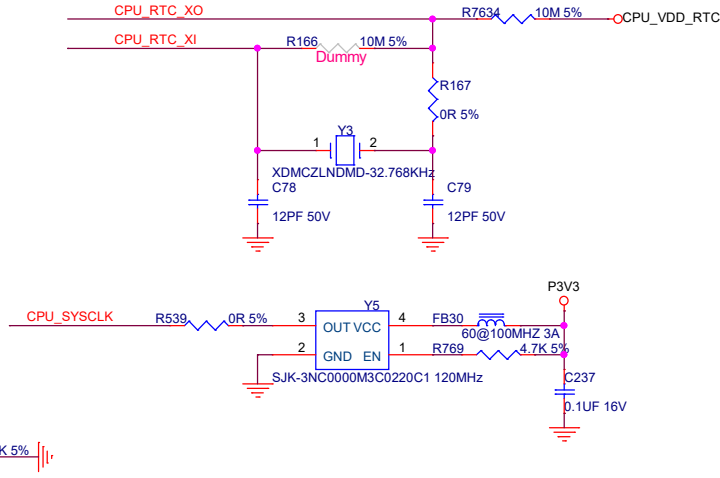 CPU_RTC_XO
R7634 10M 5%
CPU_VDD_RTC
CPU_RTC_XI
R166 10M 5%
Dummy
R167
0R 5%
Y3
1 2
XDMCZLNDMD-32.768KHz
C78
12PF 50V
C79
12PF 50V
P3V3
CPU_SYSCLK
R539 0R 5%
Y5
3 OUT VCC 4
FB30
60@100MHZ 3A
2 GND EN 1
R769 4.7K 5%
SJK-3NC0000M3C0220C1 120MHz
C237
0.1UF 16V
K 5%